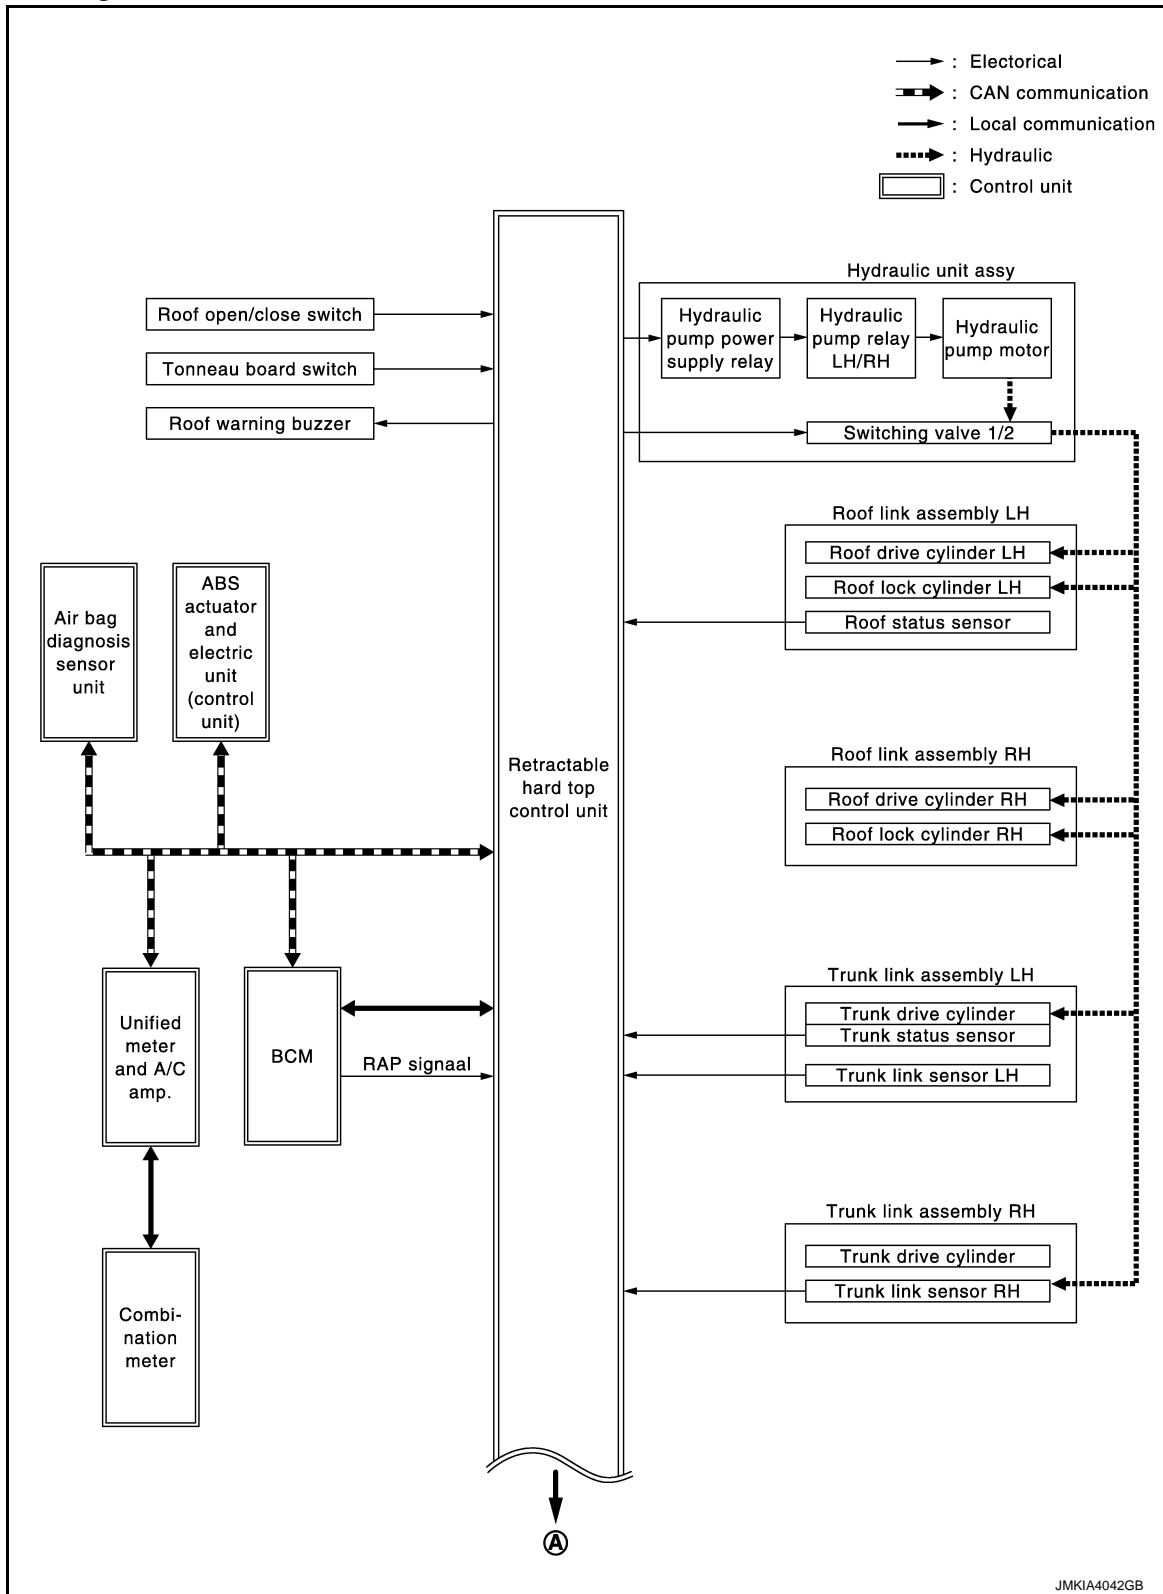 : Electorical
: CAN communication
: Local communication
: Hydraulic
: Control unit
Hydraulic unit assy
Roof open/close switch
Hydraulic
pump power
supply relay
Hydraulic
pump relay
LH/RH
Hydraulic
pump motor
Tonneau board switch
Roof warning buzzer
Switching valve 1/2
Roof link assembly LH
Roof drive cylinder LH
Roof lock cylinder LH
Roof status sensor
Air bag
diagnosis
sensor
unit
ABS
actuator
and
electric
unit
(control
unit)
Retractable
hard top
control unit
Roof link assembly RH
Roof drive cylinder RH
Roof lock cylinder RH
Trunk link assembly LH
Trunk drive cylinder
Trunk status sensor
Trunk link sensor LH
Unified
meter
and A/C
amp.
BCM
RAP signaal
Trunk link assembly RH
Trunk drive cylinder
Trunk link sensor RH
Combi-
nation
meter
A
JMKIA4042GB